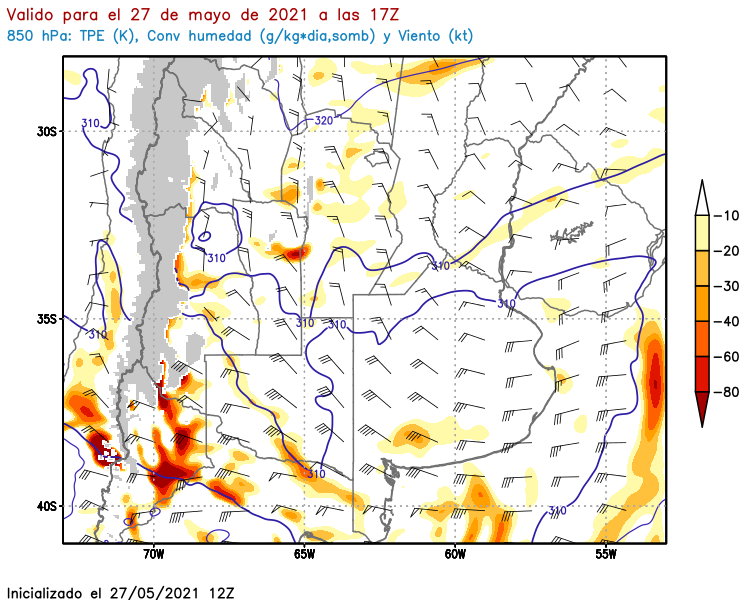 Valido para el 27 de mayo de 2021 a las 17Z
850 hPa: TPE (K), Conv humedad (g/kg*dia,somb) y Viento (kt)
310
320
30S
310
310
-10
-20
-30
310
310
310
310
35S
310
-40
-60
-80
310
310
40S
70W
65W
60W
55W
Inicializado el 27/05/2021 12Z